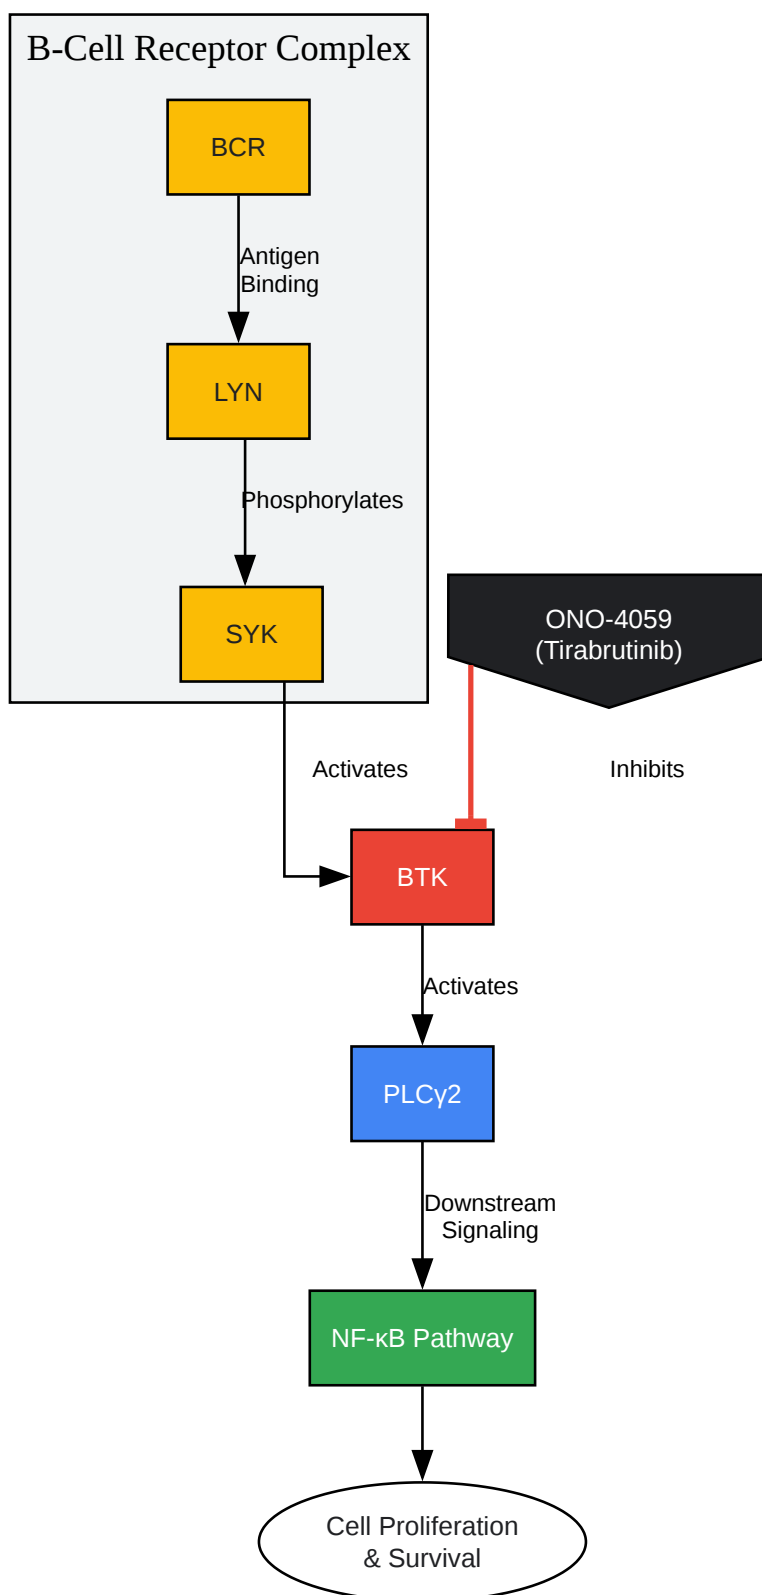 B-Cell Receptor Complex
BCR
Antigen
Binding
LYN
Phosphorylates
SYK
ONO-4059
(Tirabrutinib)
Activates
Inhibits
BTK
Activates
PLCγ2
Downstream
Signaling
NF-κB Pathway
Cell Proliferation
& Survival